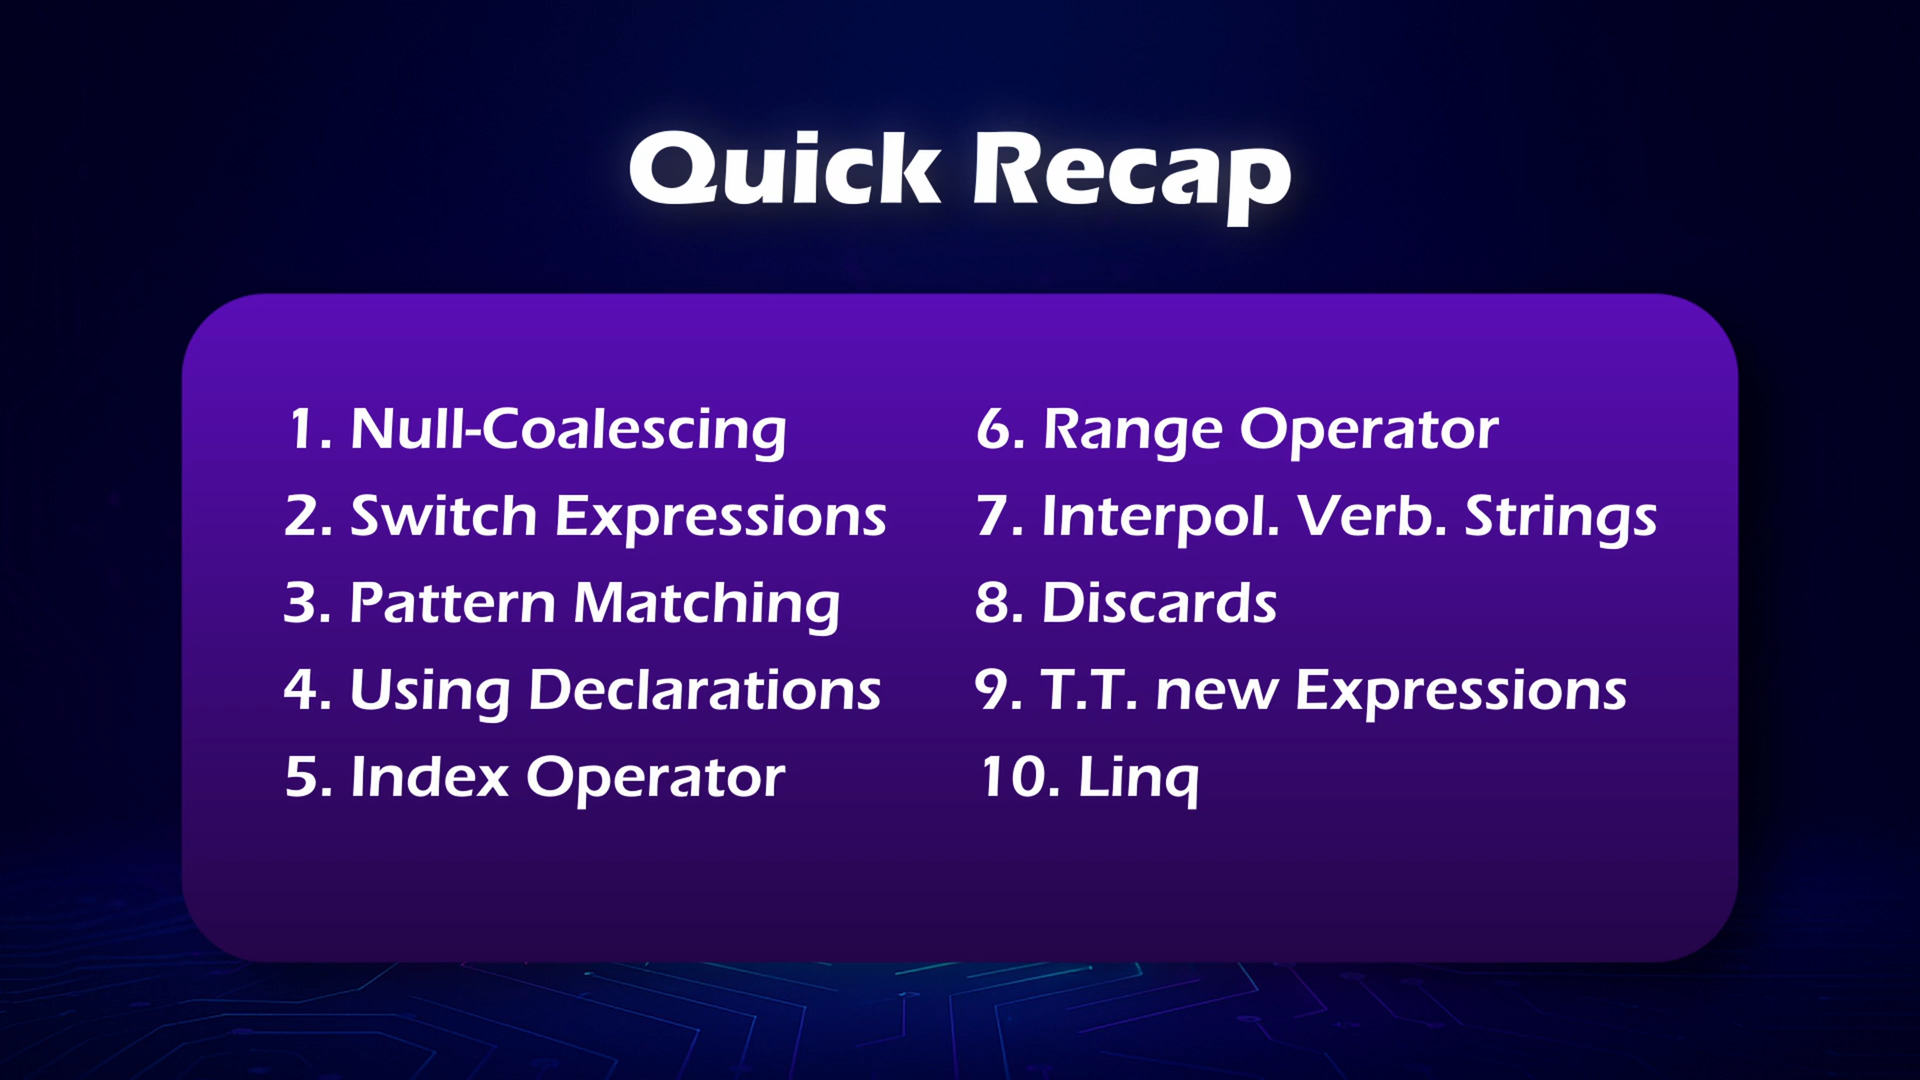 Quick Recap
1. Null-Coalescing
2. Switch Expressions
3. Pattern Matching
4. Using Declarations
5. Index Operator
6. Range Operator
7. Interpol. Verb. Strings
8. Discards
9. T.T. new Expressions
10. Linq